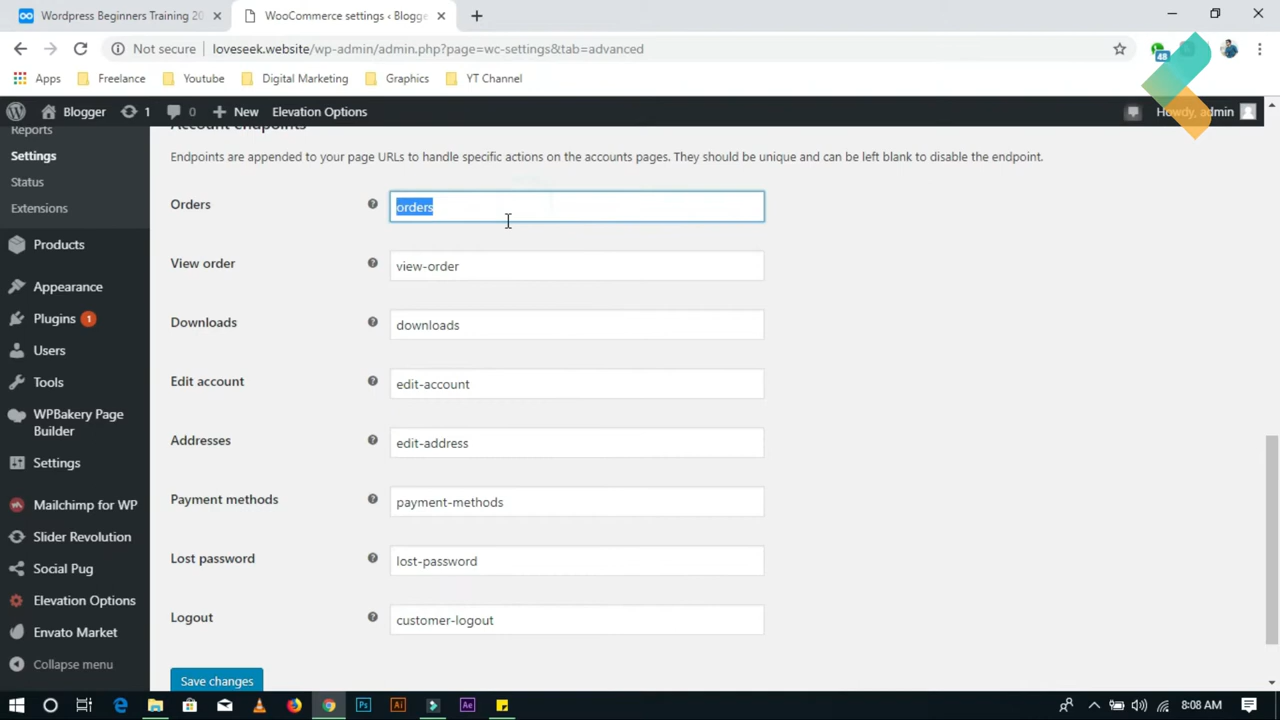 Wordpress Beginners Training 20
WooCommerce settings ‹ Blogge
Not secure
loveseek.website/wp-admin/admin.php?page=wc-settings&tab=advanced
48
Apps
Freelance
Youtube
Digital Marketing
Graphics
YT Channel
Blogger
1
0
New
Elevation Options
Howdy, admin
Reports
Settings
Status
Extensions
Products
Appearance
Plugins 1
Users
Tools
WPBakery Page
Builder
Settings
Mailchimp for WP
Slider Revolution
Social Pug
Elevation Options
Envato Market
Collapse menu
Account endpoints
Endpoints are appended to your page URLs to handle specific actions on the accounts pages. They should be unique and can be left blank to disable the endpoint.
Orders
orders
View order
view-order
Downloads
downloads
Edit account
edit-account
Addresses
edit-address
Payment methods
payment-methods
Lost password
lost-password
Logout
customer-logout
Save changes
Ps
Ai
Ae
8:08 AM